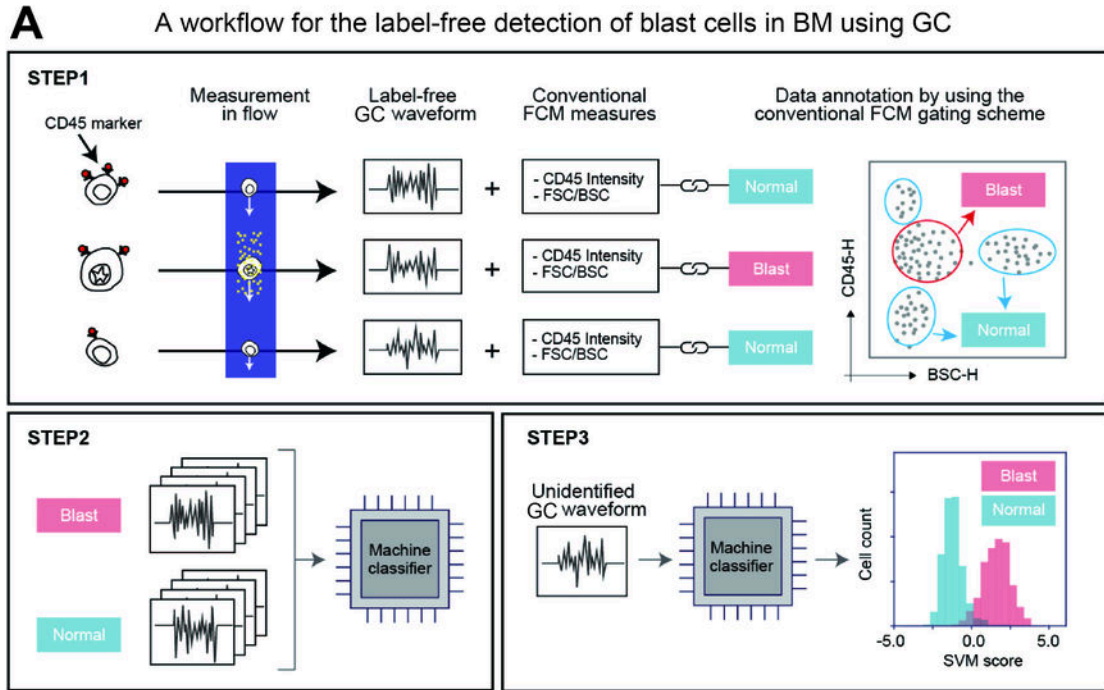 A
A workflow for the label-free detection of blast cells in BM using GC
STEP1
CD45 marker
Measurement
in flow
Label-free
GC waveform
Conventional
FCM measures
Data annotation by using the
conventional FCM gating scheme
+
- CD45 Intensity
- FSC/BSC
Normal
+
- CD45 Intensity
- FSC/BSC
Blast
+
- CD45 Intensity
- FSC/BSC
Normal
Blast
Normal
CD45-H
BSC-H
STEP2
Blast
Normal
Machine
classifier
STEP3
Unidentified
GC waveform
Machine
classifier
Blast
Normal
Cell count
-5.0 0.0 5.0
SVM score